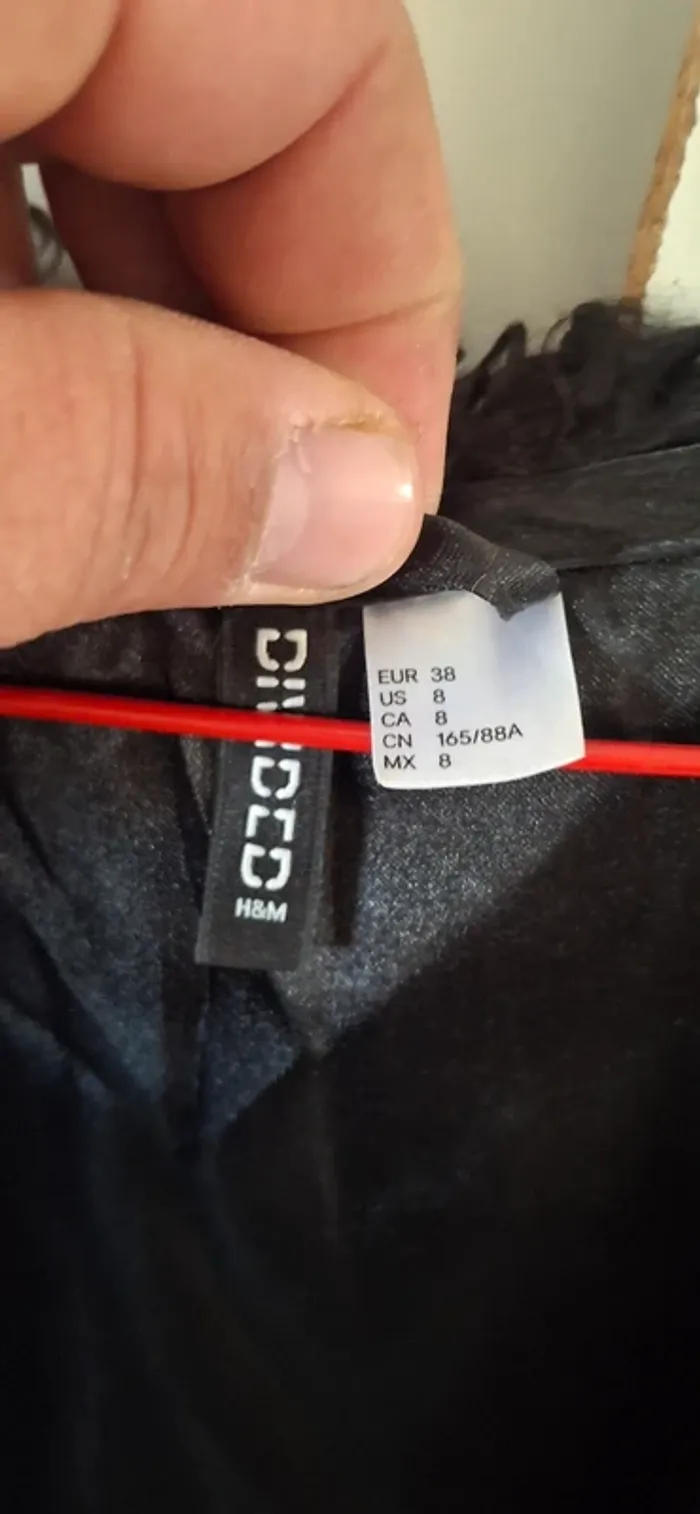 DIVIDED
H&M
EUR 38
US 8
CA 8
CN 165/88A
MX 8